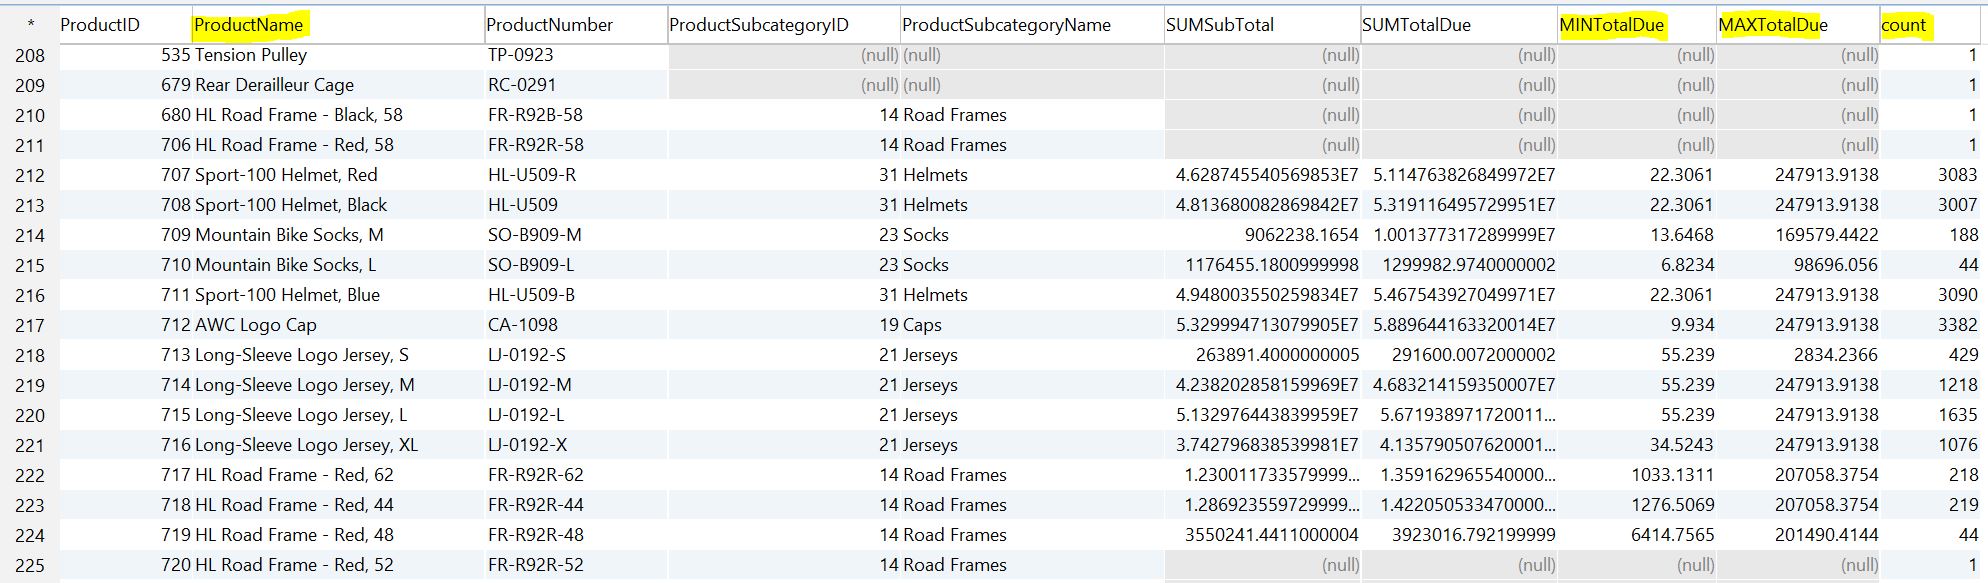 * ProductID ProductName ProductNumber ProductSubcategoryID ProductSubcategoryName SUMSubTotal SUMTotalDue MINTotalDue MAXTotalDue count
208 535 Tension Pulley TP-0923 (null) (null) (null) (null) (null) (null) 1
209 679 Rear Derailleur Cage RC-0291 (null) (null) (null) (null) (null) (null) 1
210 680 HL Road Frame - Black, 58 FR-R92B-58 14 Road Frames (null) (null) (null) (null) 1
211 706 HL Road Frame - Red, 58 FR-R92R-58 14 Road Frames (null) (null) (null) (null) 1
212 707 Sport-100 Helmet, Red HL-U509-R 31 Helmets 4.628745540569853E7 5.114763826849972E7 22.3061 247913.9138 3083
213 708 Sport-100 Helmet, Black HL-U509 31 Helmets 4.813680082869842E7 5.319116495729951E7 22.3061 247913.9138 3007
214 709 Mountain Bike Socks, M SO-B909-M 23 Socks 9062238.1654 1.001377317289999E7 13.6468 169579.4422 188
215 710 Mountain Bike Socks, L SO-B909-L 23 Socks 1176455.1800999998 1299982.9740000002 6.8234 98696.056 44
216 711 Sport-100 Helmet, Blue HL-U509-B 31 Helmets 4.948003550259834E7 5.467543927049971E7 22.3061 247913.9138 3090
217 712 AWC Logo Cap CA-1098 19 Caps 5.329994713079905E7 5.889644163320014E7 9.934 247913.9138 3382
218 713 Long-Sleeve Logo Jersey, S LJ-0192-S 21 Jerseys 263891.4000000005 291600.0072000002 55.239 2834.2366 429
219 714 Long-Sleeve Logo Jersey, M LJ-0192-M 21 Jerseys 4.238202858159969E7 4.683214159350007E7 55.239 247913.9138 1218
220 715 Long-Sleeve Logo Jersey, L LJ-0192-L 21 Jerseys 5.132976443839959E7 5.671938971720011... 55.239 247913.9138 1635
221 716 Long-Sleeve Logo Jersey, XL LJ-0192-X 21 Jerseys 3.742796838539981E7 4.135790507620001... 34.5243 247913.9138 1076
222 717 HL Road Frame - Red, 62 FR-R92R-62 14 Road Frames 1.230011733579999... 1.359162965540000... 1033.1311 207058.3754 218
223 718 HL Road Frame - Red, 44 FR-R92R-44 14 Road Frames 1.286923559729999... 1.422050533470000... 1276.5069 207058.3754 219
224 719 HL Road Frame - Red, 48 FR-R92R-48 14 Road Frames 3550241.4411000004 3923016.792199999 6414.7565 201490.4144 44
225 720 HL Road Frame - Red, 52 FR-R92R-52 14 Road Frames (null) (null) (null) (null) 1